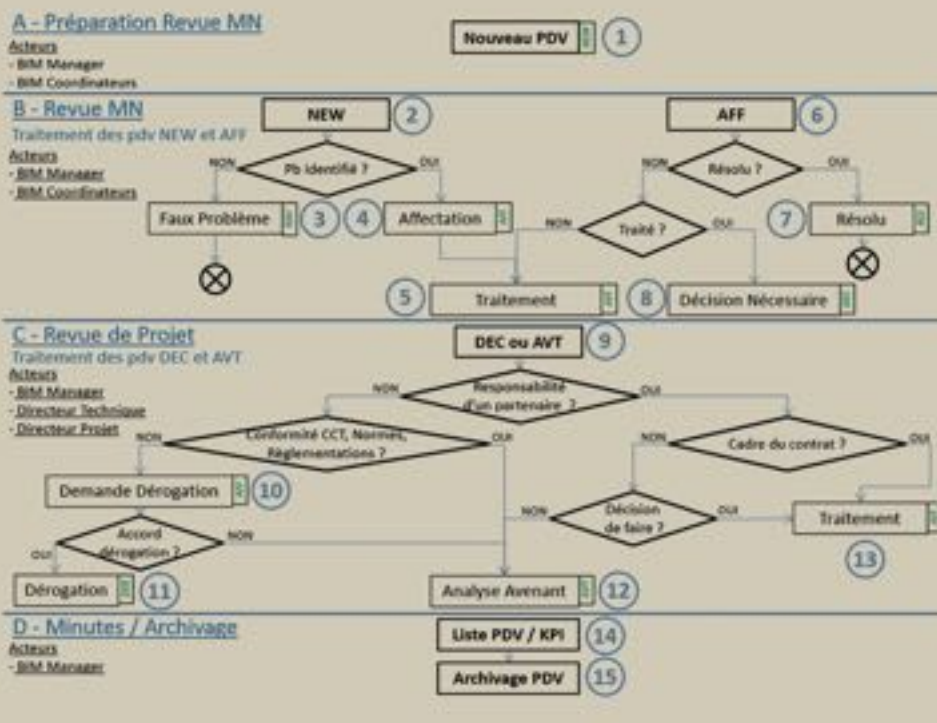 A - Préparation Revue MN
Acteurs
- BIM Manager
- BIM Coordinateurs
Nouveau PDV
1
B - Revue MN
Traitement des pdv NEW et AFF
Acteurs
- BIM Manager
- BIM Coordinateurs
NEW
2
AFF
6
NON
Pb identifié ?
OUI
NON
Résolu ?
OUI
Faux Problème
3
4
Affectation
NON
Traité ?
OUI
7
Résolu
5
Traitement
8
Décision Nécessaire
C - Revue de Projet
Traitement des pdv DEC et AVT
Acteurs
- BIM Manager
- Directeur Technique
- Directeur Projet
DEC ou AVT
9
NON
Responsabilité
d'un partenaire ?
OUI
NON
Conformité CCT, Normes,
Règlementations ?
OUI
NON
Cadre du contrat ?
OUI
Demande Dérogation
10
NON
Décision
de faire ?
OUI
Traitement
13
OUI
Accord
dérogation ?
NON
Dérogation
11
Analyse Avenant
12
D - Minutes / Archivage
Acteurs
- BIM Manager
Liste PDV / KPI
14
Archivage PDV
15